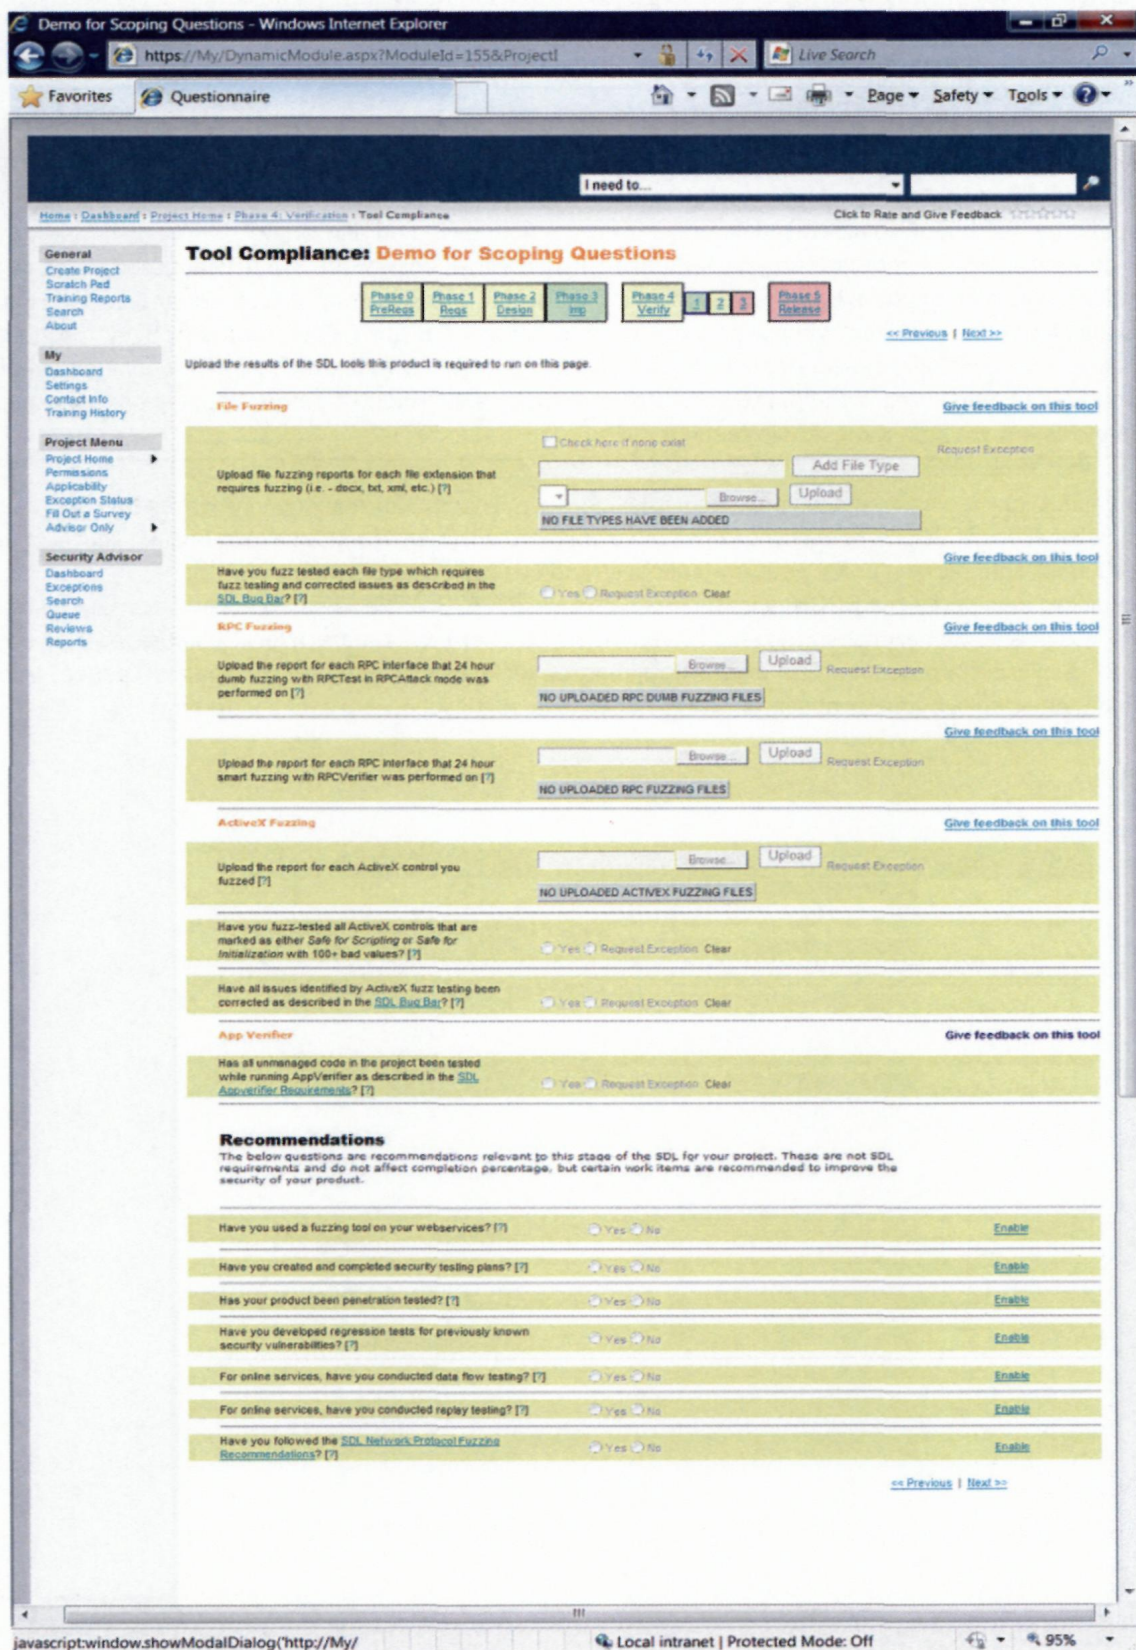 Demo for Scoping Questions - Windows Internet Explorer
https://My/DynamicModule.aspx?ModuleId=155&ProjectI
Live Search
Favorites
Questionnaire
Page
Safety
Tools
I need to...
Home : Dashboard : Project Home : Phase 4: Verification : Tool Compliance
Click to Rate and Give Feedback
General
Create Project
Scratch Pad
Training Reports
Search
About
My
Dashboard
Settings
Contact Info
Training History
Project Menu
Project Home
Permissions
Applicability
Exception Status
Fill Out a Survey
Advisor Only
Security Advisor
Dashboard
Exceptions
Search
Queue
Reviews
Reports
Tool Compliance: Demo for Scoping Questions
Phase 0 PreReqs
Phase 1 Reqs
Phase 2 Design
Phase 3 Imp
Phase 4 Verify
1
2
3
Phase 5 Release
<< Previous | Next >>
Upload the results of the SDL tools this product is required to run on this page.
File Fuzzing
Give feedback on this tool
Upload file fuzzing reports for each file extension that
requires fuzzing (i.e. - docx, txt, xml, etc.) [?]
Check here if none exist
Request Exception
Add File Type
Browse...
Upload
NO FILE TYPES HAVE BEEN ADDED
Give feedback on this tool
Have you fuzz tested each file type which requires
fuzz testing and corrected issues as described in the
SDL Bug Bar? [?]
Yes Request Exception Clear
RPC Fuzzing
Give feedback on this tool
Upload the report for each RPC interface that 24 hour
dumb fuzzing with RPCTest in RPCAttack mode was
performed on [?]
Browse...
Upload
Request Exception
NO UPLOADED RPC DUMB FUZZING FILES
Give feedback on this tool
Upload the report for each RPC interface that 24 hour
smart fuzzing with RPCVerifier was performed on [?]
Browse...
Upload
Request Exception
NO UPLOADED RPC FUZZING FILES
ActiveX Fuzzing
Give feedback on this tool
Upload the report for each ActiveX control you
fuzzed [?]
Browse...
Upload
Request Exception
NO UPLOADED ACTIVEX FUZZING FILES
Have you fuzz-tested all ActiveX controls that are
marked as either Safe for Scripting or Safe for
Initialization with 100+ bad values? [?]
Yes Request Exception Clear
Have all issues identified by ActiveX fuzz testing been
corrected as described in the SDL Bug Bar? [?]
Yes Request Exception Clear
App Verifier
Give feedback on this tool
Has all unmanaged code in the project been tested
while running AppVerifier as described in the SDL
Appverifier Requirements? [?]
Yes Request Exception Clear
Recommendations
The below questions are recommendations relevant to this stage of the SDL for your project. These are not SDL
requirements and do not affect completion percentage, but certain work items are recommended to improve the
security of your product.
Have you used a fuzzing tool on your webservices? [?]
Yes No
Enable
Have you created and completed security testing plans? [?]
Yes No
Enable
Has your product been penetration tested? [?]
Yes No
Enable
Have you developed regression tests for previously known
security vulnerabilities? [?]
Yes No
Enable
For online services, have you conducted data flow testing? [?]
Yes No
Enable
For online services, have you conducted replay testing? [?]
Yes No
Enable
Have you followed the SDL Network Protocol Fuzzing
Recommendations? [?]
Yes No
Enable
<< Previous | Next >>
javascript:window.showModalDialog('http://My/
Local intranet | Protected Mode: Off
95%